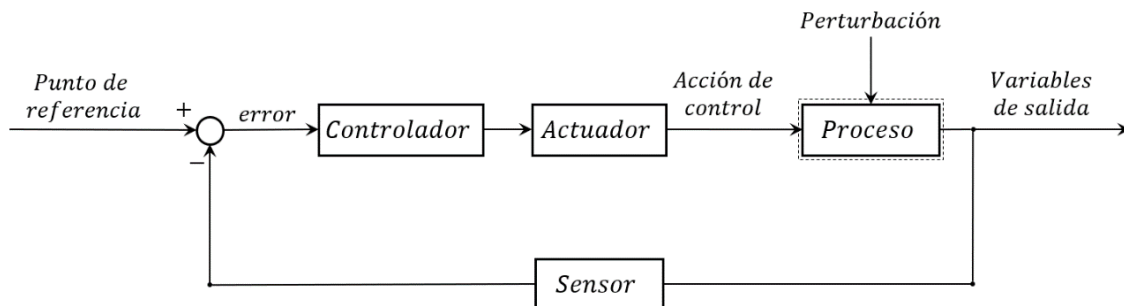 Perturbación
Punto de
referencia
+
error
Controlador
Actuador
Acción de
control
Proceso
Variables
de salida
−
Sensor